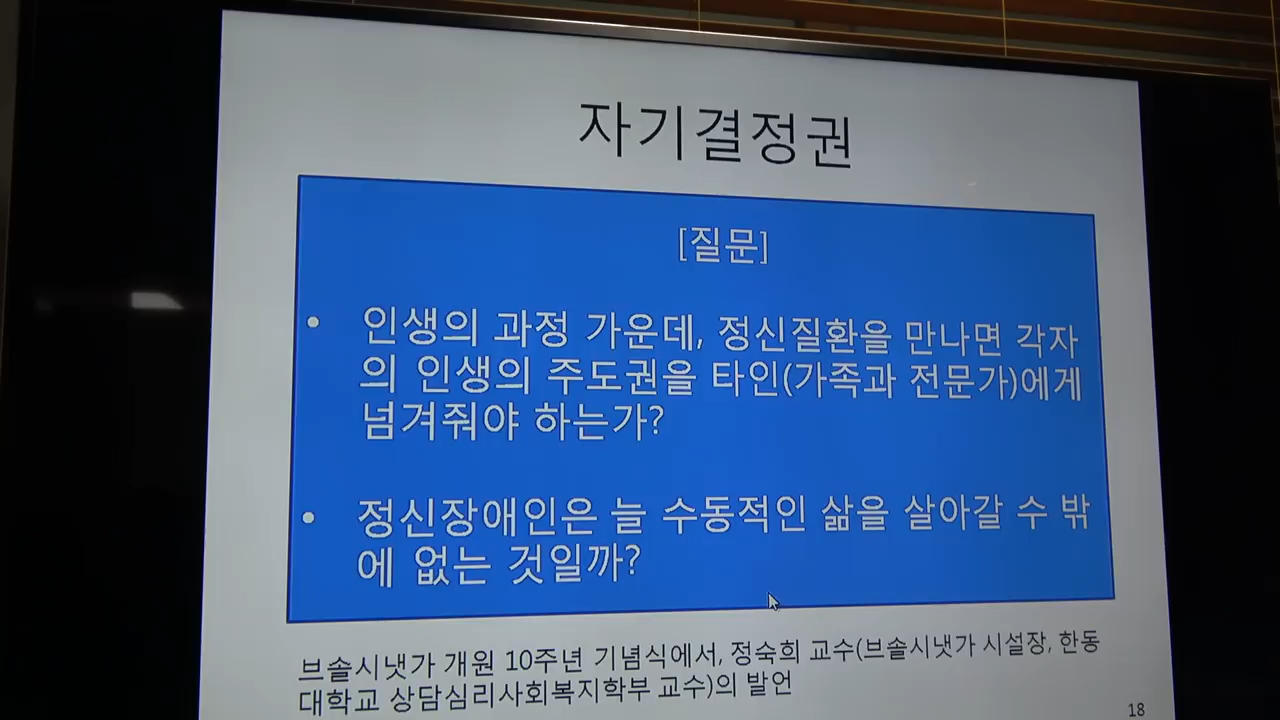 자기결정권
[질문]
• 인생의 과정 가운데, 정신질환을 만나면 각자
의 인생의 주도권을 타인(가족과 전문가)에게
넘겨줘야 하는가?
• 정신장애인은 늘 수동적인 삶을 살아갈 수 밖
에 없는 것일까?
브솔시냇가 개원 10주년 기념식에서, 정숙희 교수(브솔시냇가 시설장, 한동
대학교 상담심리사회복지학부 교수)의 발언
18